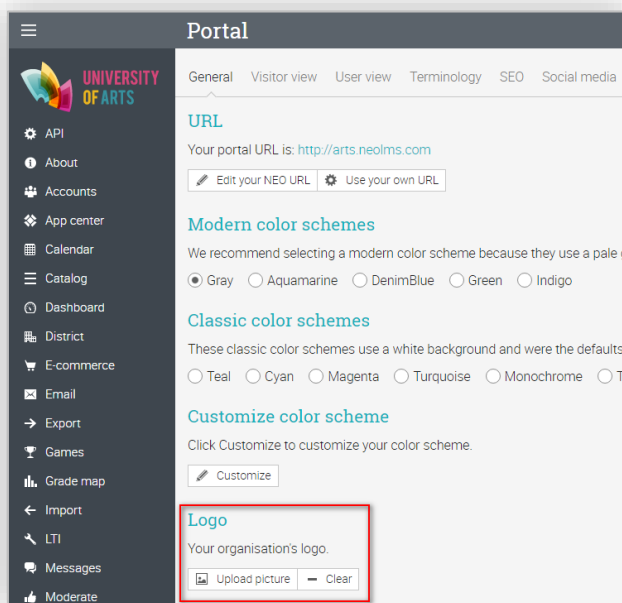 Portal
UNIVERSITY
OF ARTS
General Visitor view User view Terminology SEO Social media
API
About
Accounts
App center
Calendar
Catalog
Dashboard
District
E-commerce
Email
Export
Games
Grade map
Import
LTI
Messages
Moderate
URL
Your portal URL is: http://arts.neolms.com
Edit your NEO URL Use your own URL
Modern color schemes
We recommend selecting a modern color scheme because they use a pale
Gray Aquamarine DenimBlue Green Indigo
Classic color schemes
These classic color schemes use a white background and were the defaults
Teal Cyan Magenta Turquoise Monochrome
Customize color scheme
Click Customize to customize your color scheme.
Customize
Logo
Your organisation's logo.
Upload picture Clear